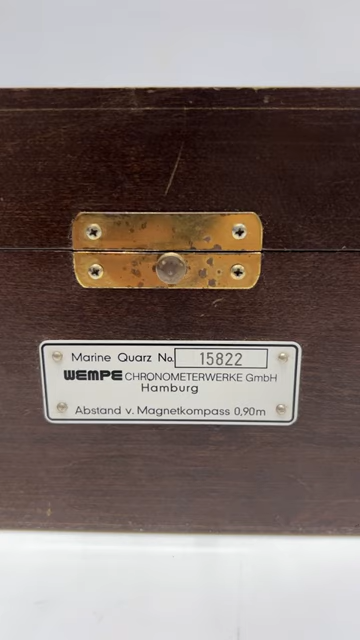 Marine Quarz No. 15822
WEMPE CHRONOMETERWERKE GmbH
Hamburg
Abstand v. Magnetkompass 0,90m